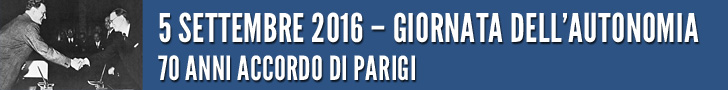 5 SETTEMBRE 2016 – GIORNATA DELL’AUTONOMIA
70 ANNI ACCORDO DI PARIGI